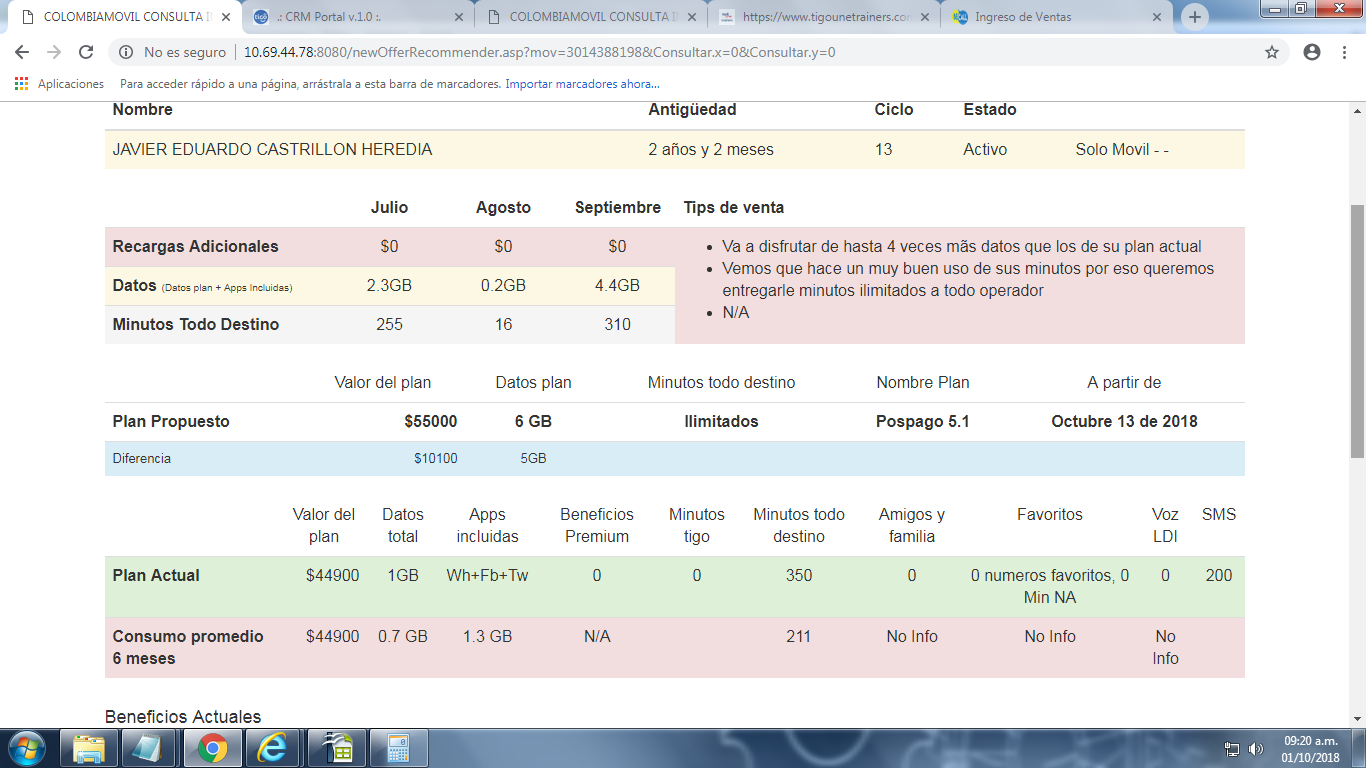 COLOMBIAMOVIL CONSULTA I
.: CRM Portal v.1.0 :.
COLOMBIAMOVIL CONSULTA IN
https://www.tigounetrainers.co
Ingreso de Ventas
No es seguro
10.69.44.78:8080/newOfferRecommender.asp?mov=3014388198&Consultar.x=0&Consultar.y=0
Aplicaciones
Para acceder rápido a una página, arrástrala a esta barra de marcadores.
Importar marcadores ahora...
Nombre Antigüedad Ciclo Estado
JAVIER EDUARDO CASTRILLON HEREDIA 2 años y 2 meses 13 Activo Solo Movil - -
Julio Agosto Septiembre Tips de venta
Recargas Adicionales $0 $0 $0
Datos (Datos plan + Apps Incluidas) 2.3GB 0.2GB 4.4GB
Minutos Todo Destino 255 16 310
• Va a disfrutar de hasta 4 veces mãs datos que los de su plan actual
• Vemos que hace un muy buen uso de sus minutos por eso queremos
entregarle minutos ilimitados a todo operador
• N/A
Valor del plan Datos plan Minutos todo destino Nombre Plan A partir de
Plan Propuesto $55000 6 GB Ilimitados Pospago 5.1 Octubre 13 de 2018
Diferencia $10100 5GB
Valor del plan Datos total Apps incluidas Beneficios Premium Minutos tigo Minutos todo destino Amigos y familia Favoritos Voz LDI SMS
Plan Actual $44900 1GB Wh+Fb+Tw 0 0 350 0 0 numeros favoritos, 0 Min NA 0 200
Consumo promedio 6 meses $44900 0.7 GB 1.3 GB N/A 211 No Info No Info No Info
Beneficios Actuales
09:20 a.m.
01/10/2018